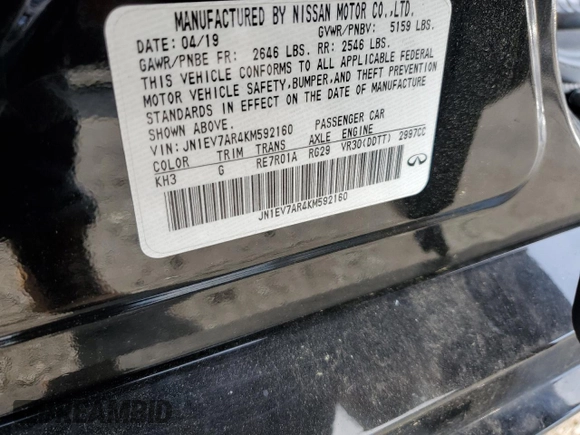 MANUFACTURED BY NISSAN MOTOR CO.,LTD.
DATE: 04/19 GVWR/PNBV: 5159 LBS.
GAWR/PNBE FR: 2646 LBS. RR: 2546 LBS.
THIS VEHICLE CONFORMS TO ALL APPLICABLE FEDERAL
MOTOR VEHICLE SAFETY,BUMPER,AND THEFT PREVENTION
STANDARDS IN EFFECT ON THE DATE OF MANUFACTURE
SHOWN ABOVE.
VIN: JN1EV7AR4KM592160 PASSENGER CAR
COLOR TRIM TRANS AXLE ENGINE
KH3 G RE7R01A RG29 VR30(DDTT) 2997CC
JN1EV7AR4KM592160
CARCAMBID